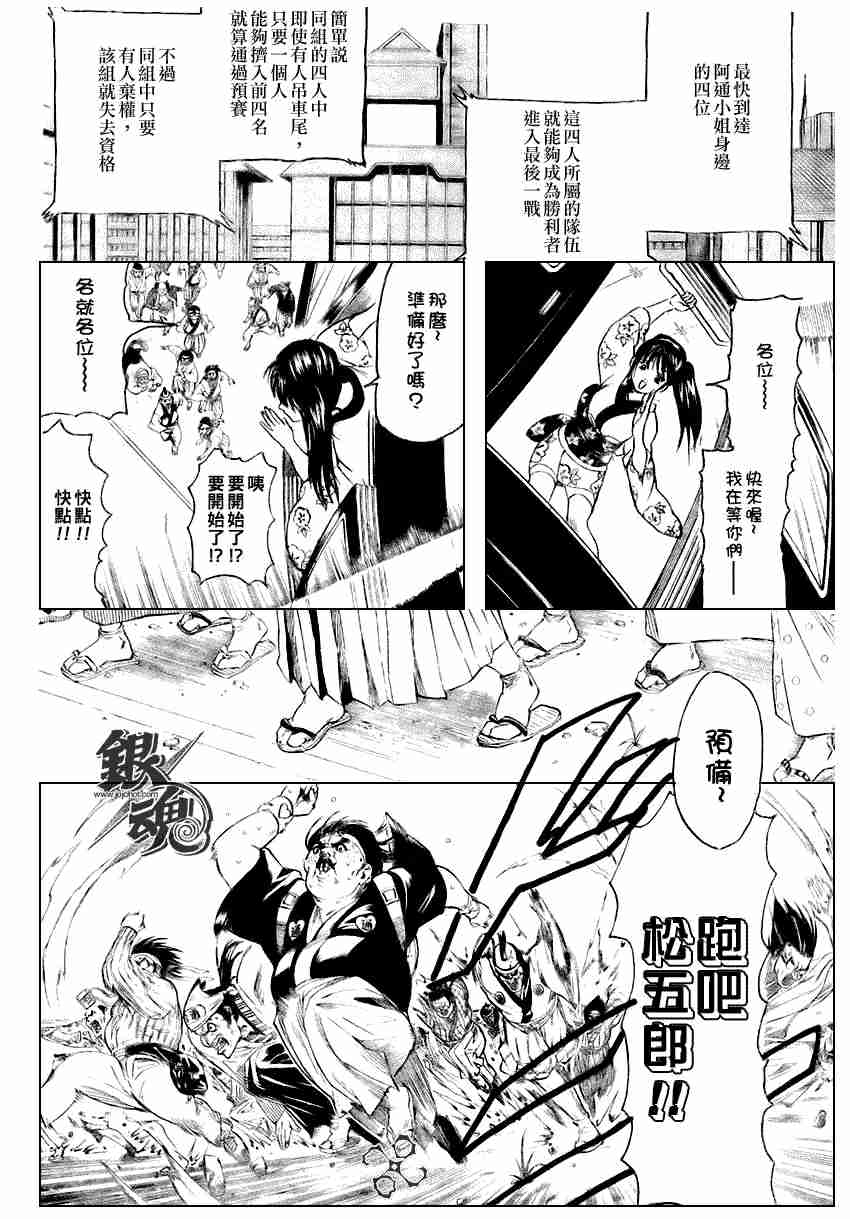 最快到達
阿通小姐身邊
的四位
這四人所屬的隊伍
就能夠成為勝利者
進入最後一戰
簡單說
同組的四人中
即使有人吊車尾，
只要一個人
能夠擠入前四名
就算通過預賽
不過
同組中只要
有人棄權，
該組就失去資格
各位~
快來喔~
我在等你們——
那麼~
準備好了嗎？
咦
要開始了!?
要開始了!?
快點!!
快點!!
各就各位~~
預備~
跑吧
松五郎!!
銀魂
www.jojohot.com